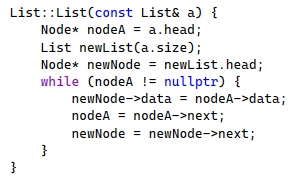 List::List(const List& a) {
    Node* nodeA = a.head;
    List newList(a.size);
    Node* newNode = newList.head;
    while (nodeA != nullptr) {
        newNode->data = nodeA->data;
        nodeA = nodeA->next;
        newNode = newNode->next;
    }
}